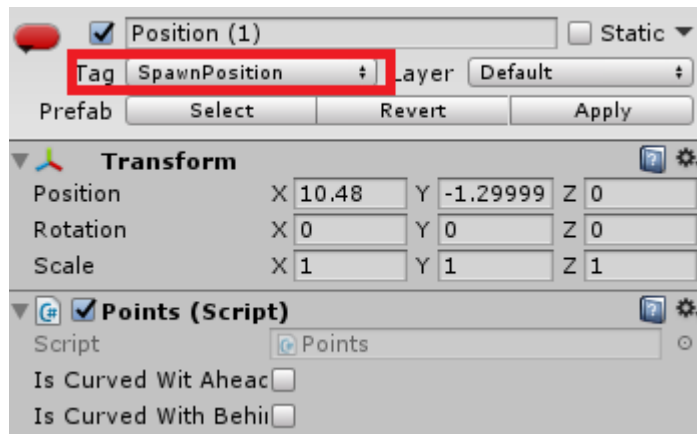 Position (1) Static
Tag SpawnPosition Layer Default
Prefab Select Revert Apply
Transform
Position X 10.48 Y -1.29999 Z 0
Rotation X 0 Y 0 Z 0
Scale X 1 Y 1 Z 1
Points (Script)
Script Points
Is Curved Wit Aheac
Is Curved With Behii